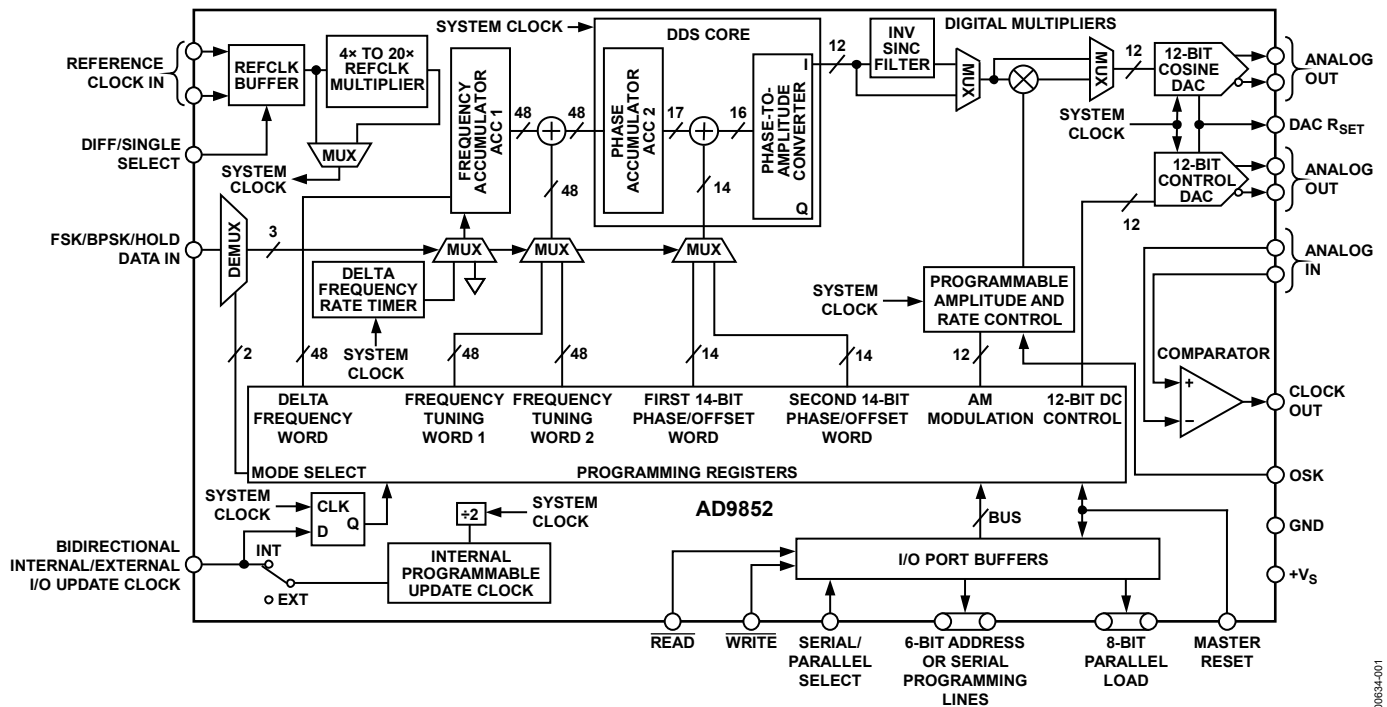 SYSTEM CLOCK
DDS CORE
DIGITAL MULTIPLIERS
REFERENCE
CLOCK IN
REFCLK
BUFFER
4× TO 20×
REFCLK
MULTIPLIER
MUX
SYSTEM
CLOCK
DIFF/SINGLE
SELECT
FREQUENCY
ACCUMULATOR
ACC 1
48
48
48
PHASE
ACCUMULATOR
ACC 2
17
16
14
PHASE-TO-
AMPLITUDE
CONVERTER
I
Q
12
INV
SINC
FILTER
MUX
MUX
12
12-BIT
COSINE
DAC
ANALOG
OUT
SYSTEM
CLOCK
DAC RSET
12-BIT
CONTROL
DAC
ANALOG
OUT
12
FSK/BPSK/HOLD
DATA IN
DEMUX
3
MUX
MUX
MUX
ANALOG
IN
DELTA
FREQUENCY
RATE TIMER
SYSTEM
CLOCK
SYSTEM
CLOCK
PROGRAMMABLE
AMPLITUDE AND
RATE CONTROL
2
48
48
48
14
14
12
COMPARATOR
+
−
CLOCK
OUT
DELTA
FREQUENCY
WORD
FREQUENCY
TUNING
WORD 1
FREQUENCY
TUNING
WORD 2
FIRST 14-BIT
PHASE/OFFSET
WORD
SECOND 14-BIT
PHASE/OFFSET
WORD
AM
MODULATION
12-BIT DC
CONTROL
MODE SELECT
PROGRAMMING REGISTERS
OSK
SYSTEM
CLOCK
CLK
D
Q
÷2
SYSTEM
CLOCK
AD9852
BUS
GND
BIDIRECTIONAL
INTERNAL/EXTERNAL
I/O UPDATE CLOCK
INT
EXT
INTERNAL
PROGRAMMABLE
UPDATE CLOCK
I/O PORT BUFFERS
+VS
READ
WRITE
SERIAL/
PARALLEL
SELECT
6-BIT ADDRESS
OR SERIAL
PROGRAMMING
LINES
8-BIT
PARALLEL
LOAD
MASTER
RESET
00634-001